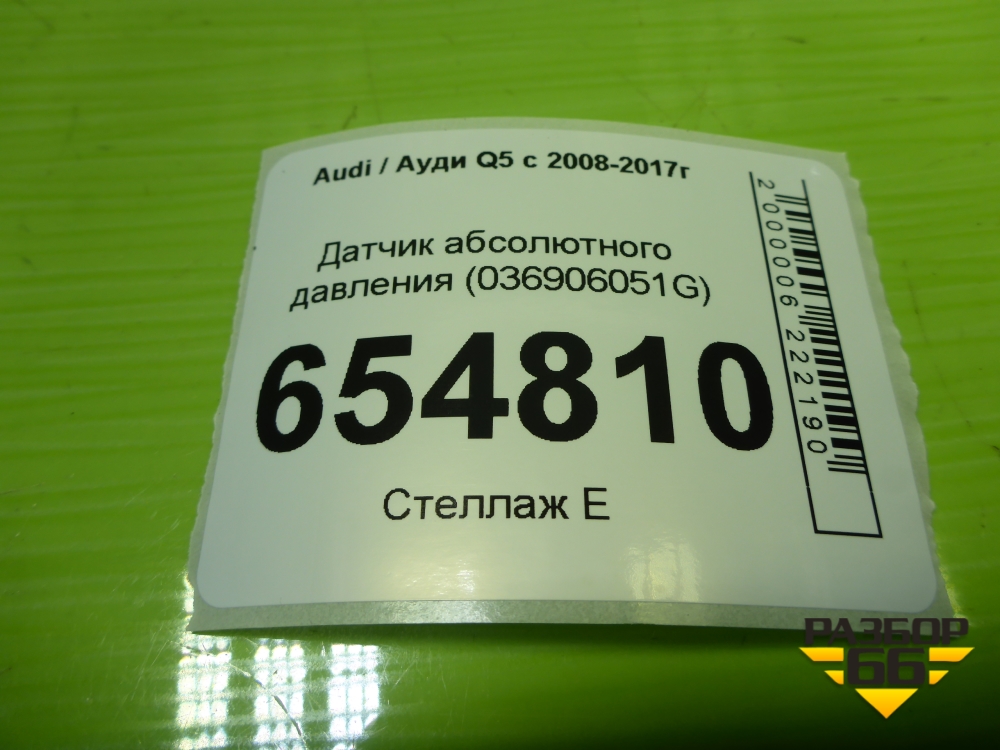 Audi / Ауди Q5 с 2008-2017г
Датчик абсолютного
давления (036906051G)
654810
Стеллаж Е
2000006222190
РАЗБОР
66